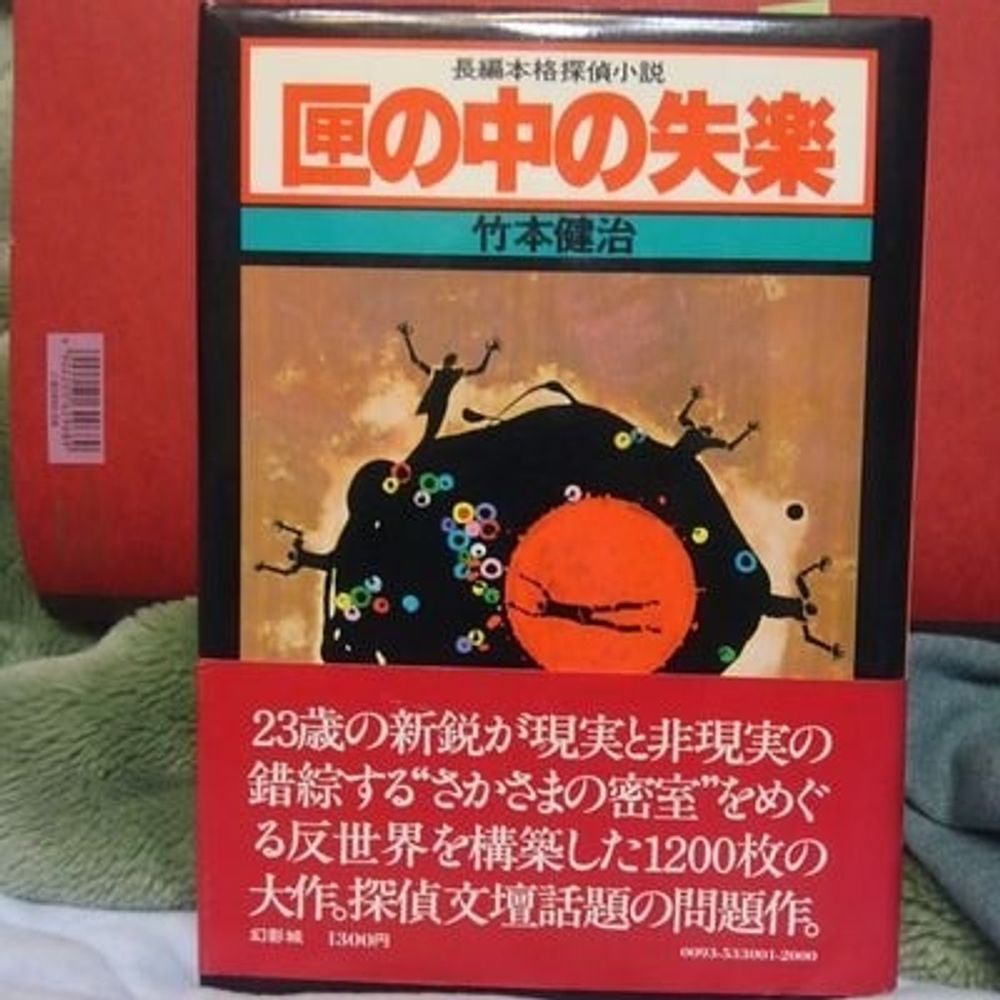 長編本格探偵小説
匣の中の失楽
竹本健治
23歳の新鋭が現実と非現実の
錯綜する“さかさまの密室”をめぐ
る反世界を構築した1200枚の
大作。探偵文壇話題の問題作。
幻影城 1300円
0093-533001-2000